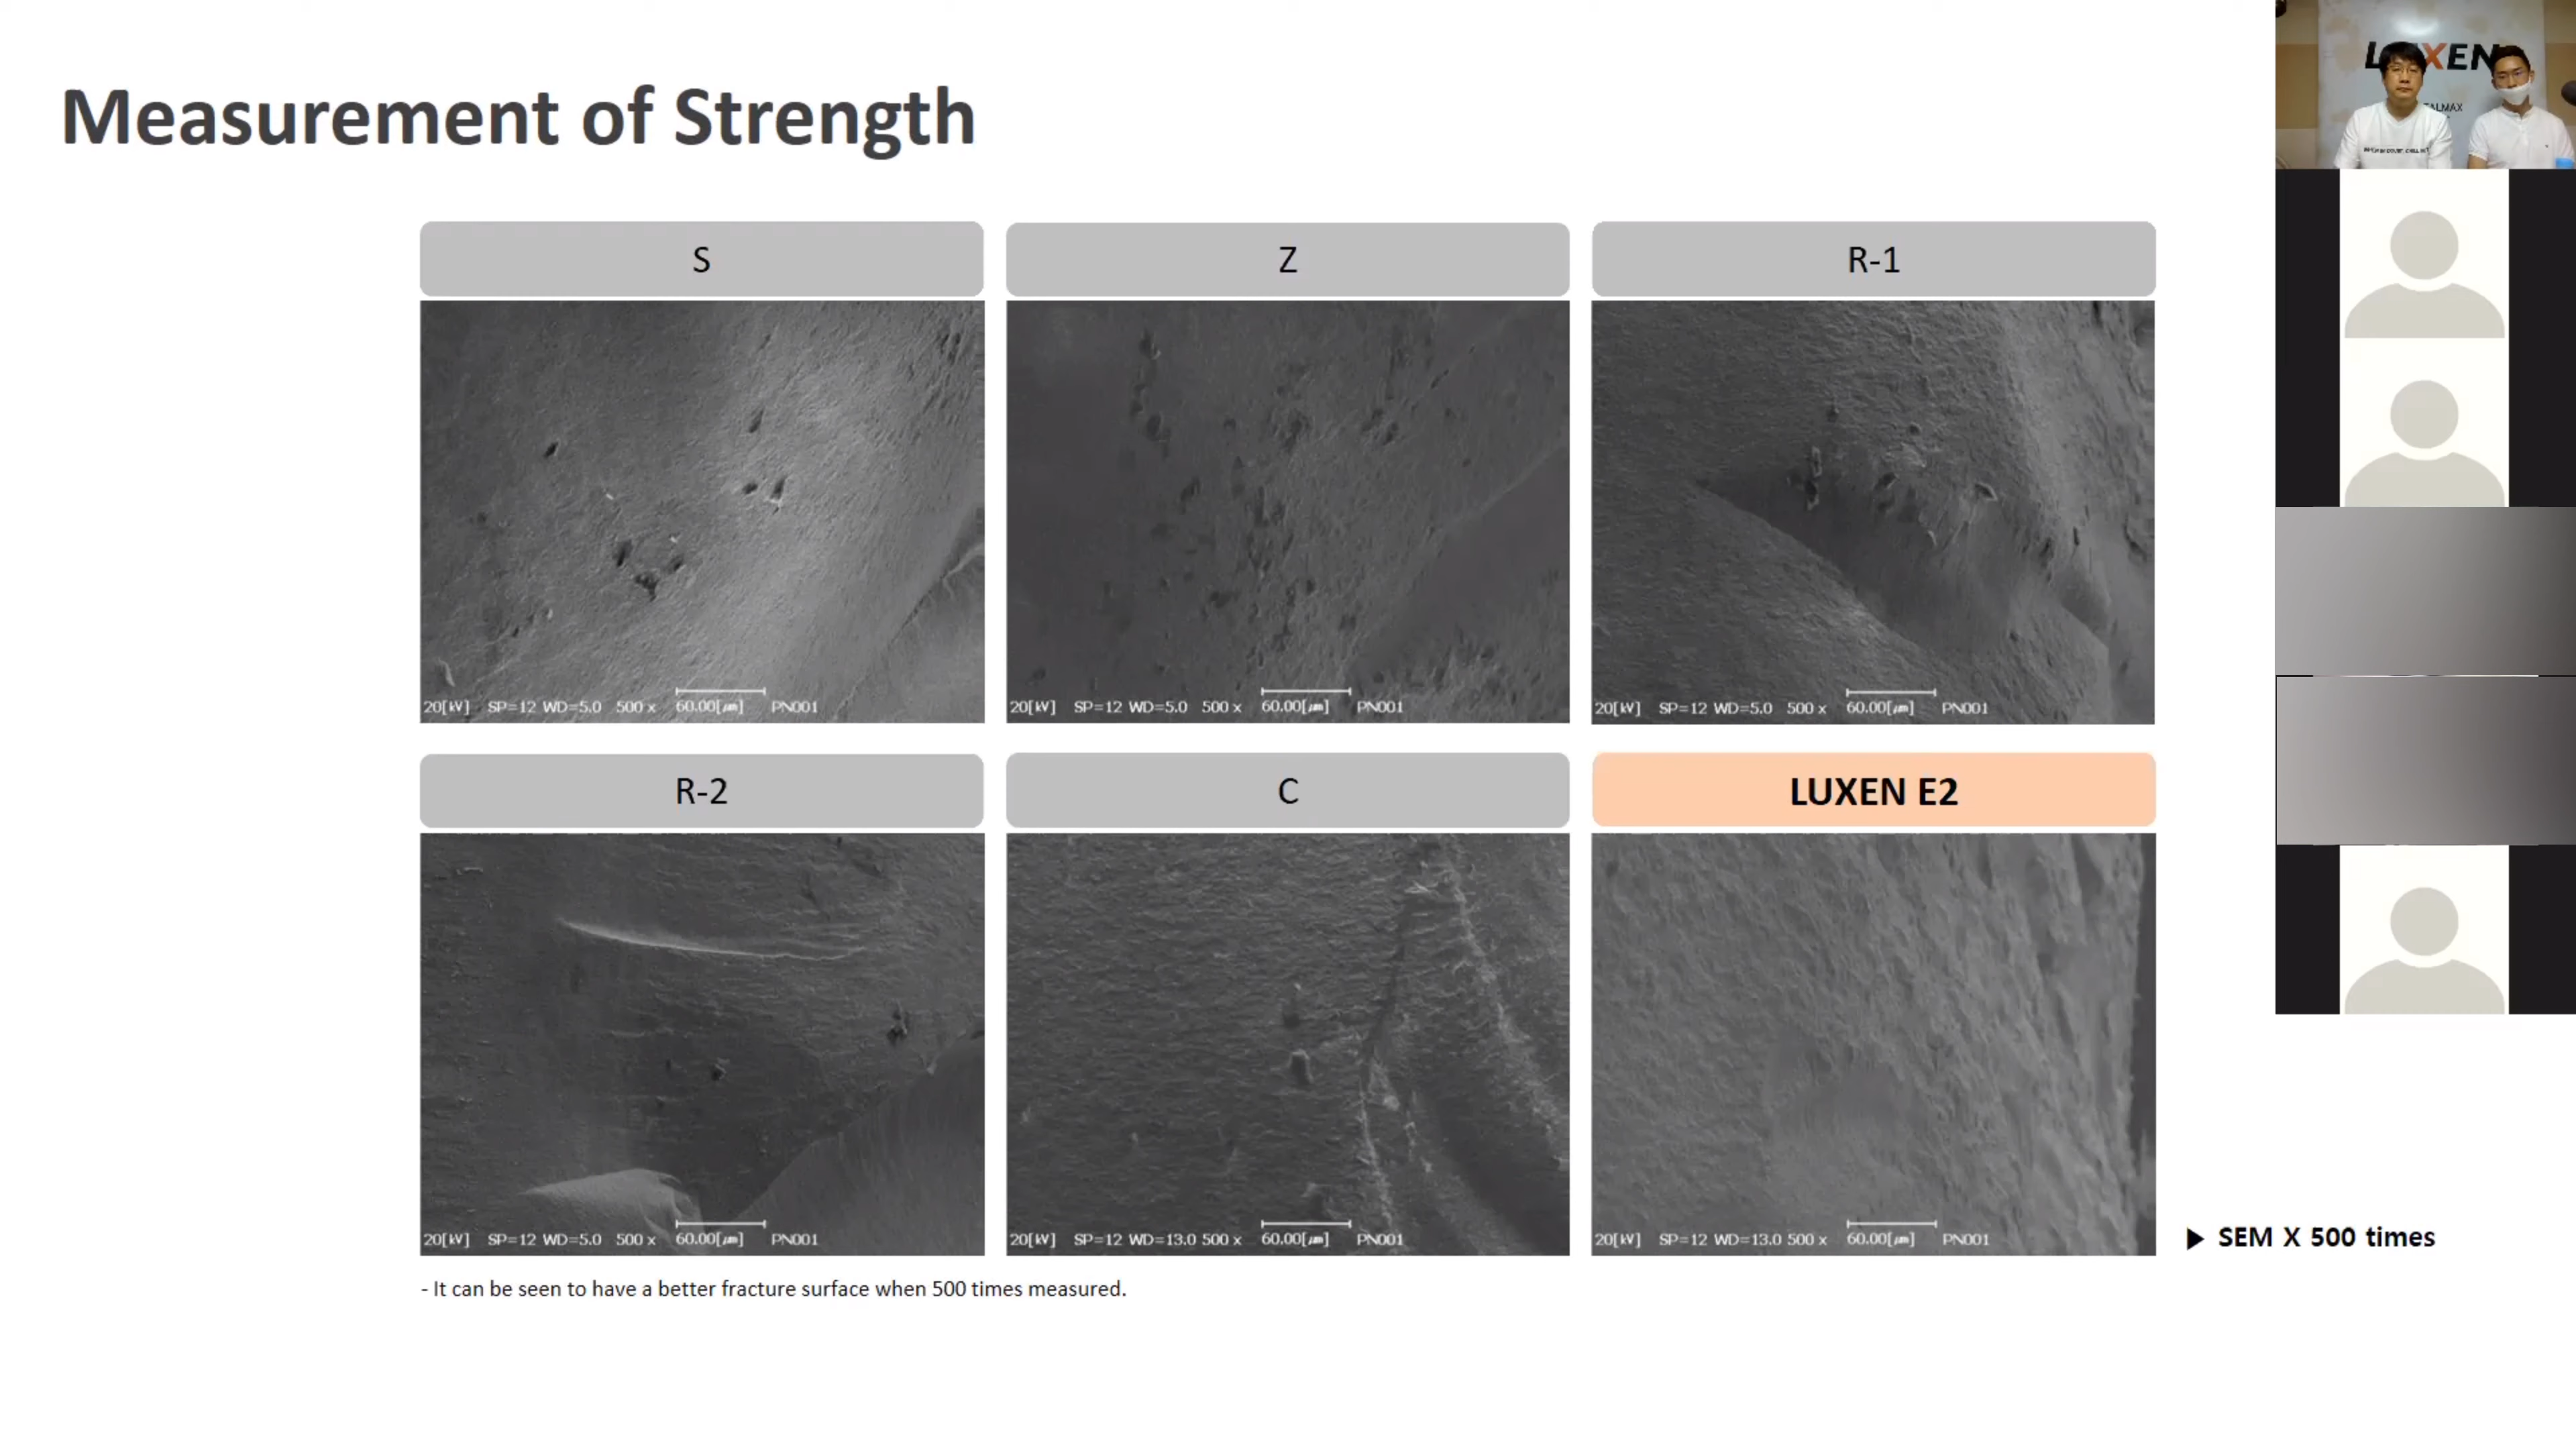 Measurement of Strength
S
Z
R-1
20[kV] SP=12 WD=5.0 500 x 60.00[µm] PN001
20[kV] SP=12 WD=5.0 500 x 60.00[µm] PN001
20[kV] SP=12 WD=5.0 500 x 60.00[µm] PN001
R-2
C
LUXEN E2
20[kV] SP=12 WD=5.0 500 x 60.00[µm] PN001
20[kV] SP=12 WD=13.0 500 x 60.00[µm] PN001
20[kV] SP=12 WD=13.0 500 x 60.00[µm] PN001
▶ SEM X 500 times
- It can be seen to have a better fracture surface when 500 times measured.
XEN
ALMAX